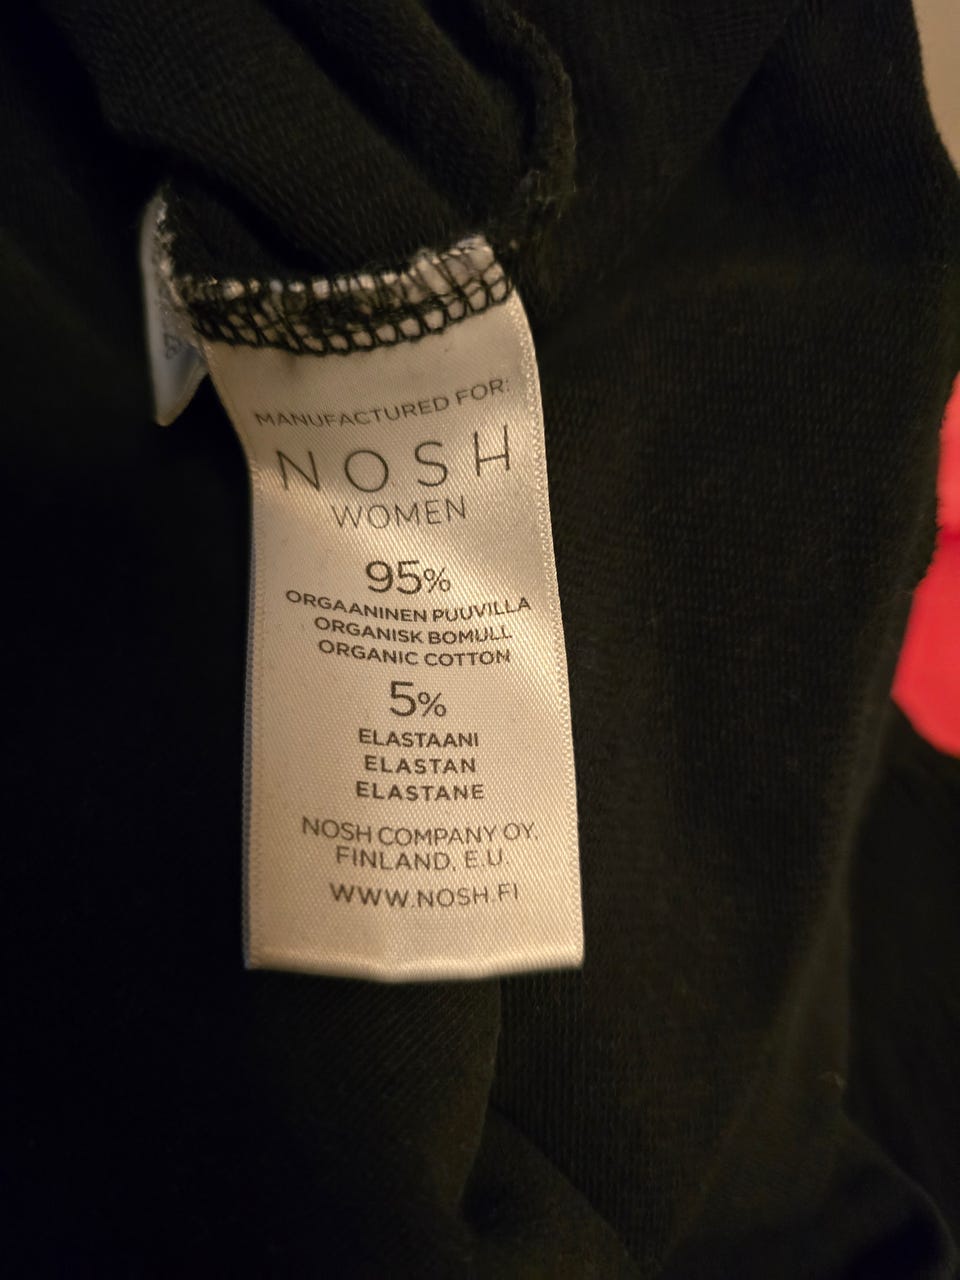 MANUFACTURED FOR:
NOSH
WOMEN
95%
ORGAANINEN PUUVILLA
ORGANISK BOMULL
ORGANIC COTTON
5%
ELASTAANI
ELASTAN
ELASTANE
NOSH COMPANY OY,
FINLAND, E.U.
WWW.NOSH.FI